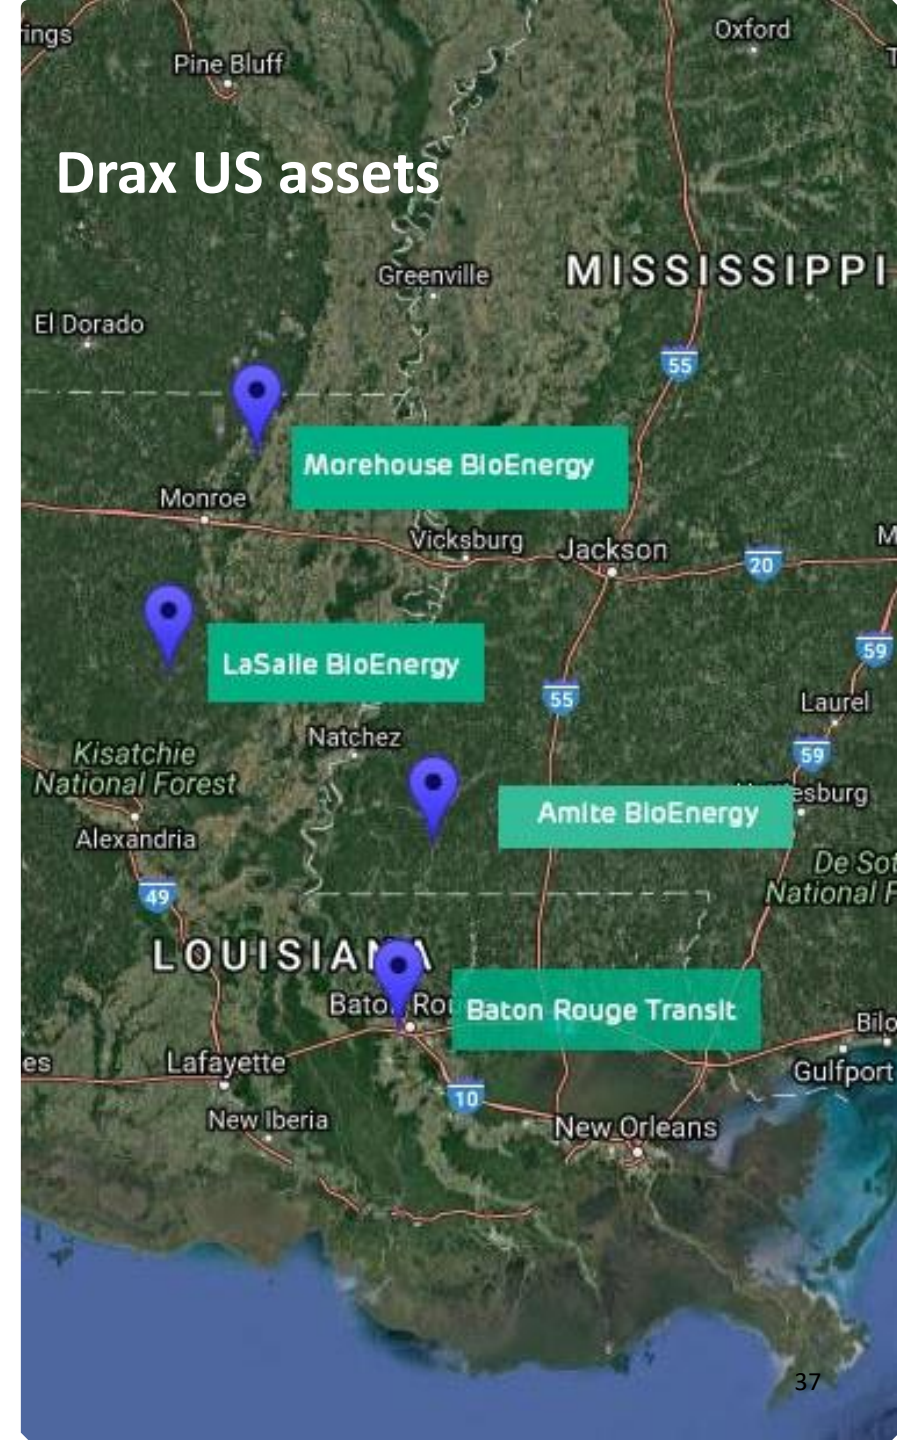 Oxford
ings
Pine Bluff
Drax US assets
Greenville
MISSISSIPPI
El Dorado
55
Morehouse BioEnergy
Monroe
Vicksburg
Jackson
M
20
LaSalle BioEnergy
59
55
Laurel
Natchez
Kisatchie
National Forest
59
Amite BioEnergy
esburg
Alexandria
De Sot
National F
49
LOUISIANA
Bato Rou
Baton Rouge Transit
Bilo
es
Lafayette
Gulfport
10
New Iberia
New Orleans
37